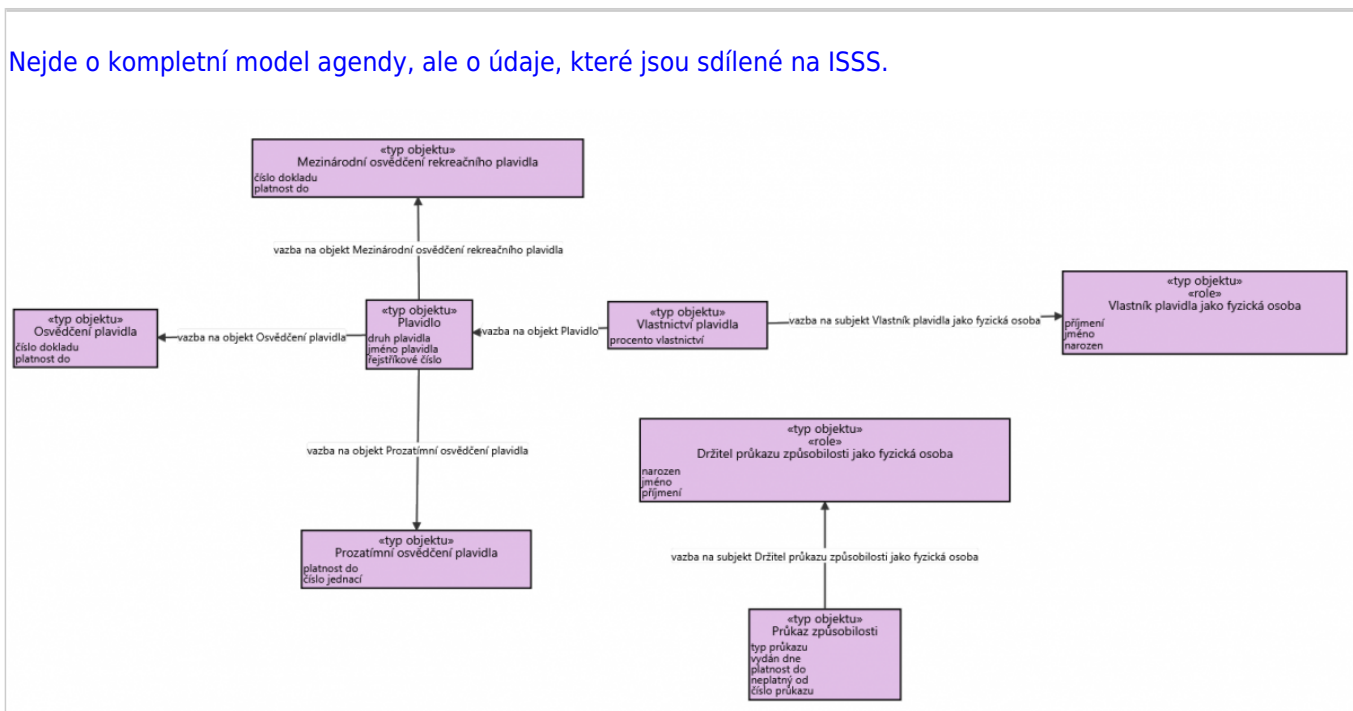 Nejde o kompletní model agendy, ale o údaje, které jsou sdílené na ISSS.
«typ objektu»
Mezinárodní osvědčení rekreačního plavidla
číslo dokladu
platnost do
vazba na objekt Mezinárodní osvědčení rekreačního plavidla
«typ objektu»
Osvědčení plavidla
číslo dokladu
platnost do
vazba na objekt Osvědčení plavidla
«typ objektu»
Plavidlo
druh plavidla
jméno plavidla
rejstříkové číslo
vazba na objekt Plavidlo
«typ objektu»
Vlastnictví plavidla
procento vlastnictví
vazba na subjekt Vlastník plavidla jako fyzická osoba
«typ objektu»
«role»
Vlastník plavidla jako fyzická osoba
příjmení
jméno
narozen
vazba na objekt Prozatímní osvědčení plavidla
«typ objektu»
Prozatímní osvědčení plavidla
platnost do
číslo jednací
«typ objektu»
«role»
Držitel průkazu způsobilosti jako fyzická osoba
narozen
jméno
příjmení
vazba na subjekt Držitel průkazu způsobilosti jako fyzická osoba
«typ objektu»
Průkaz způsobilosti
typ průkazu
vydán dne
platnost do
neplatný od
číslo průkazu